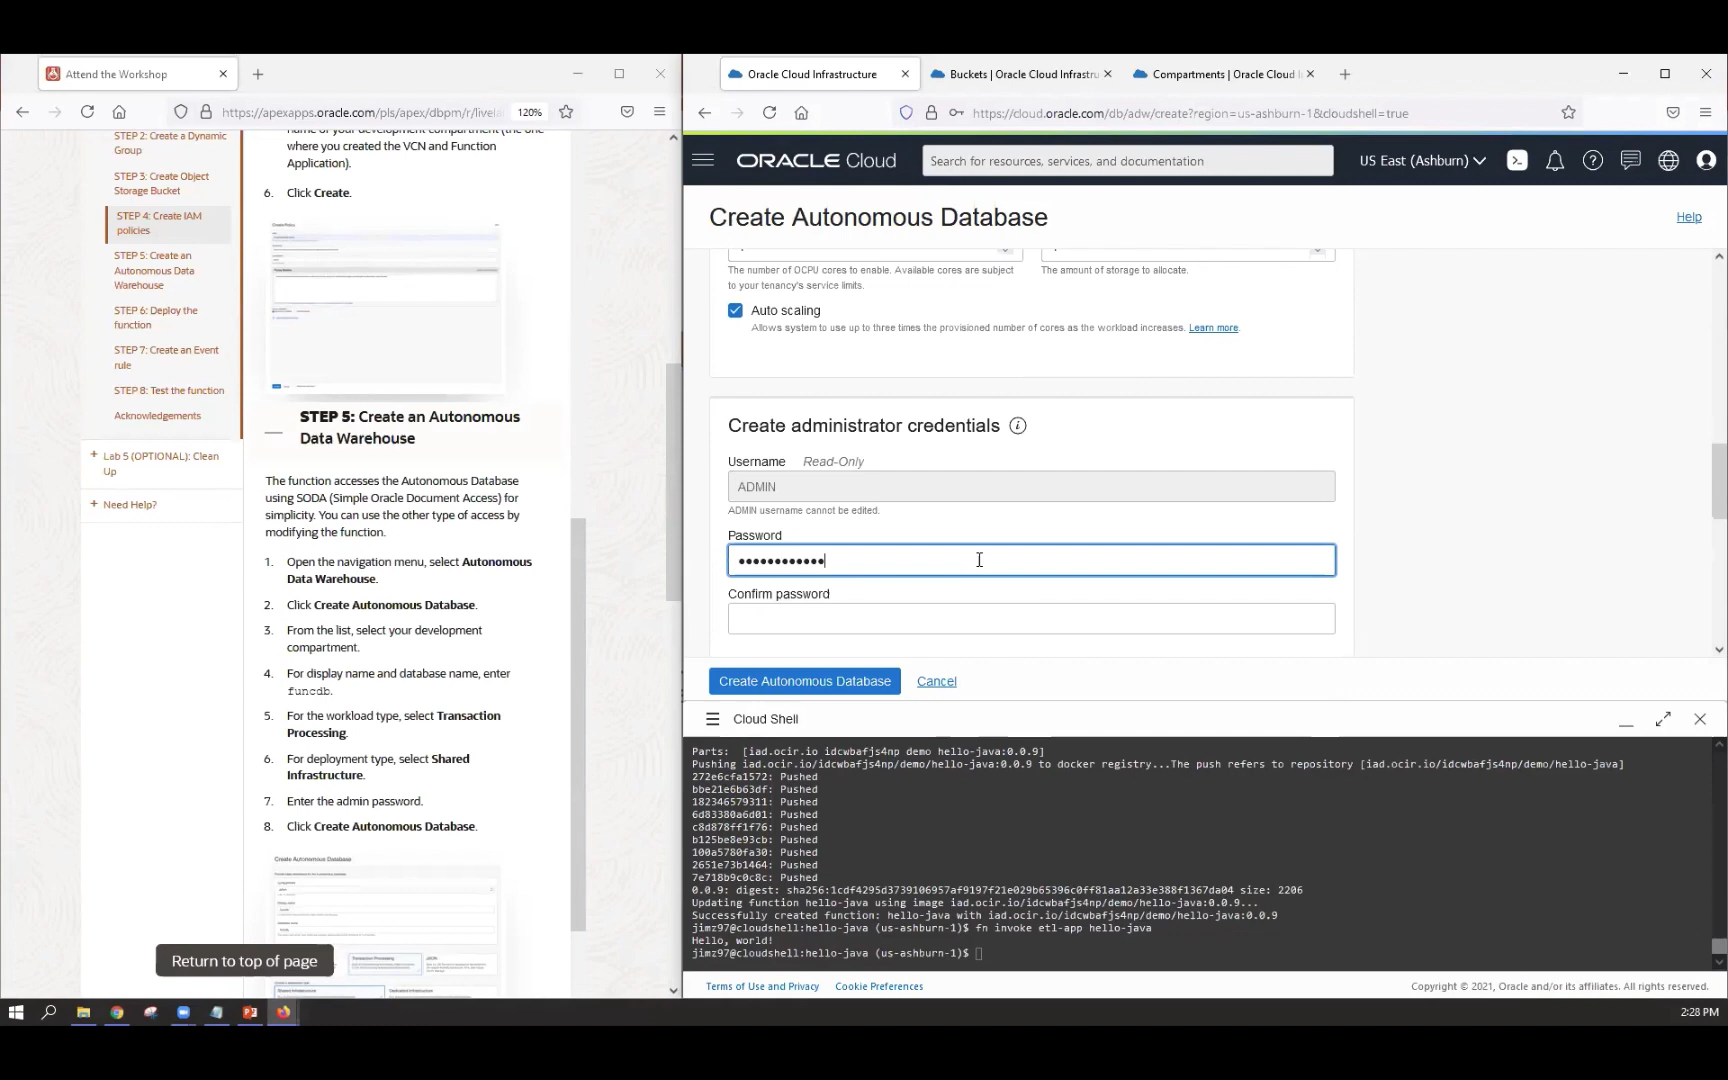 Attend the Workshop
https://apexapps.oracle.com/pls/apex/dbpm/r/livela
120%
STEP 2: Create a Dynamic
Group
STEP 3: Create Object
Storage Bucket
STEP 4: Create IAM
policies
STEP 5: Create an
Autonomous Data
Warehouse
STEP 6: Deploy the
function
STEP 7: Create an Event
rule
STEP 8: Test the function
Acknowledgements
+ Lab 5 (OPTIONAL): Clean
Up
+ Need Help?
name of your development compartment (the one
where you created the VCN and Function
Application).
6. Click Create.
STEP 5: Create an Autonomous
Data Warehouse
The function accesses the Autonomous Database
using SODA (Simple Oracle Document Access) for
simplicity. You can use the other type of access by
modifying the function.
1. Open the navigation menu, select Autonomous
Data Warehouse.
2. Click Create Autonomous Database.
3. From the list, select your development
compartment.
4. For display name and database name, enter
funcdb.
5. For the workload type, select Transaction
Processing.
6. For deployment type, select Shared
Infrastructure.
7. Enter the admin password.
8. Click Create Autonomous Database.
Create Autonomous Database
Return to top of page
Oracle Cloud Infrastructure
Buckets | Oracle Cloud Infrastru
Compartments | Oracle Cloud I
https://cloud.oracle.com/db/adw/create?region=us-ashburn-1&cloudshell=true
ORACLE Cloud
Search for resources, services, and documentation
US East (Ashburn)
Create Autonomous Database
Help
The number of OCPU cores to enable. Available cores are subject
to your tenancy's service limits.
The amount of storage to allocate.
Auto scaling
Allows system to use up to three times the provisioned number of cores as the workload increases. Learn more.
Create administrator credentials
Username Read-Only
ADMIN
ADMIN username cannot be edited.
Password
••••••••••••
Confirm password
Create Autonomous Database
Cancel
Cloud Shell
Parts: [iad.ocir.io idcwbafjs4np demo hello-java:0.0.9]
Pushing iad.ocir.io/idcwbafjs4np/demo/hello-java:0.0.9 to docker registry...The push refers to repository [iad.ocir.io/idcwbafjs4np/demo/hello-java]
272e6cfa1572: Pushed
bbe21e6b63df: Pushed
182346579311: Pushed
6d83380a6d01: Pushed
c8d878ff1f76: Pushed
b125be8e93cb: Pushed
100a5780fa30: Pushed
2651e73b1464: Pushed
7e718b9c0c8c: Pushed
0.0.9: digest: sha256:1cdf4295d3739106957af9197f21e029b65396c0ff81aa12a33e388f1367da04 size: 2206
Updating function hello-java using image iad.ocir.io/idcwbafjs4np/demo/hello-java:0.0.9...
Successfully created function: hello-java with iad.ocir.io/idcwbafjs4np/demo/hello-java:0.0.9
jimz97@cloudshell:hello-java (us-ashburn-1)$ fn invoke etl-app hello-java
Hello, world!
jimz97@cloudshell:hello-java (us-ashburn-1)$
Terms of Use and Privacy
Cookie Preferences
Copyright © 2021, Oracle and/or its affiliates. All rights reserved.
2:28 PM